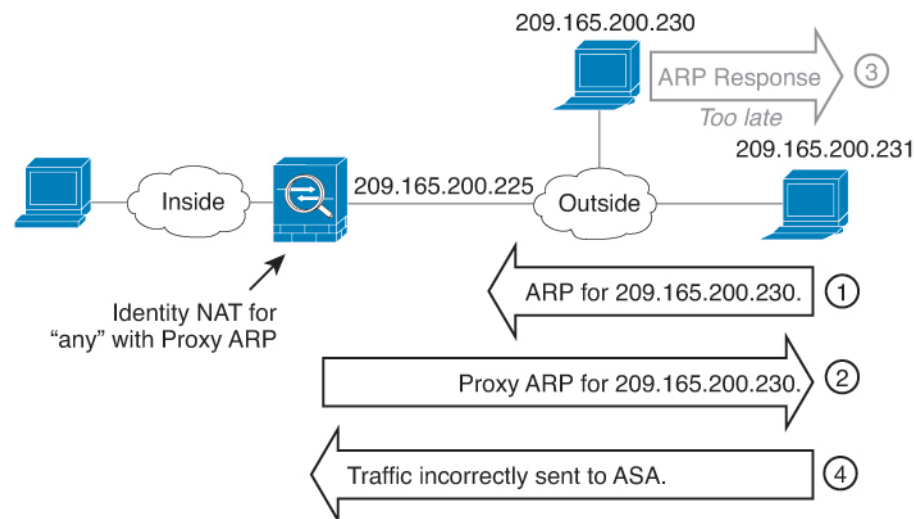 209.165.200.230
ARP Response
3
Too late
209.165.200.231
Inside
209.165.200.225
Outside
Identity NAT for
“any” with Proxy ARP
ARP for 209.165.200.230.
1
Proxy ARP for 209.165.200.230.
2
Traffic incorrectly sent to ASA.
4